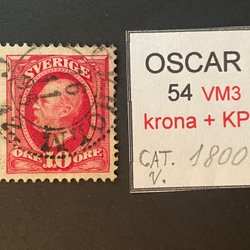 SVERIGE
ÖRE 10 ÖRE
OSCAR
54 VM3
krona + KP
CAT. 1800
V.